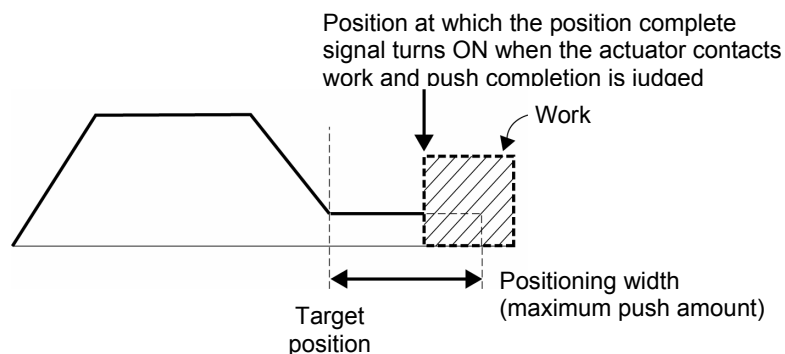 Position at which the position complete
signal turns ON when the actuator contacts
work and push completion is judged
Work
Positioning width
(maximum push amount)
Target
position